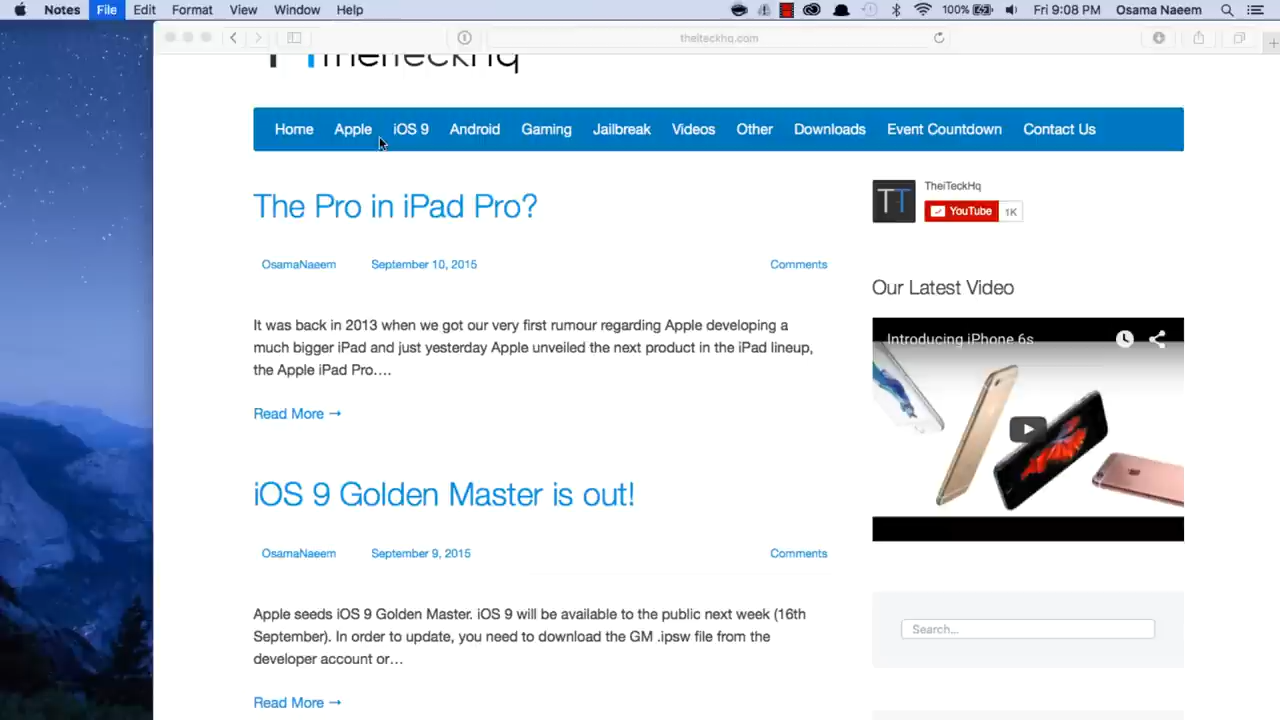 Notes File Edit Format View Window Help 100% Fri 9:08 PM Osama Naeem
theiteckhq.com
TheiTeckHq
Home Apple iOS 9 Android Gaming Jailbreak Videos Other Downloads Event Countdown Contact Us
The Pro in iPad Pro?
OsamaNaeem September 10, 2015 Comments
It was back in 2013 when we got our very first rumour regarding Apple developing a
much bigger iPad and just yesterday Apple unveiled the next product in the iPad lineup,
the Apple iPad Pro….
Read More →
iOS 9 Golden Master is out!
OsamaNaeem September 9, 2015 Comments
Apple seeds iOS 9 Golden Master. iOS 9 will be available to the public next week (16th
September). In order to update, you need to download the GM .ipsw file from the
developer account or…
Read More →
TT
TheiTeckHq
YouTube 1K
Our Latest Video
Introducing iPhone 6s
Search...